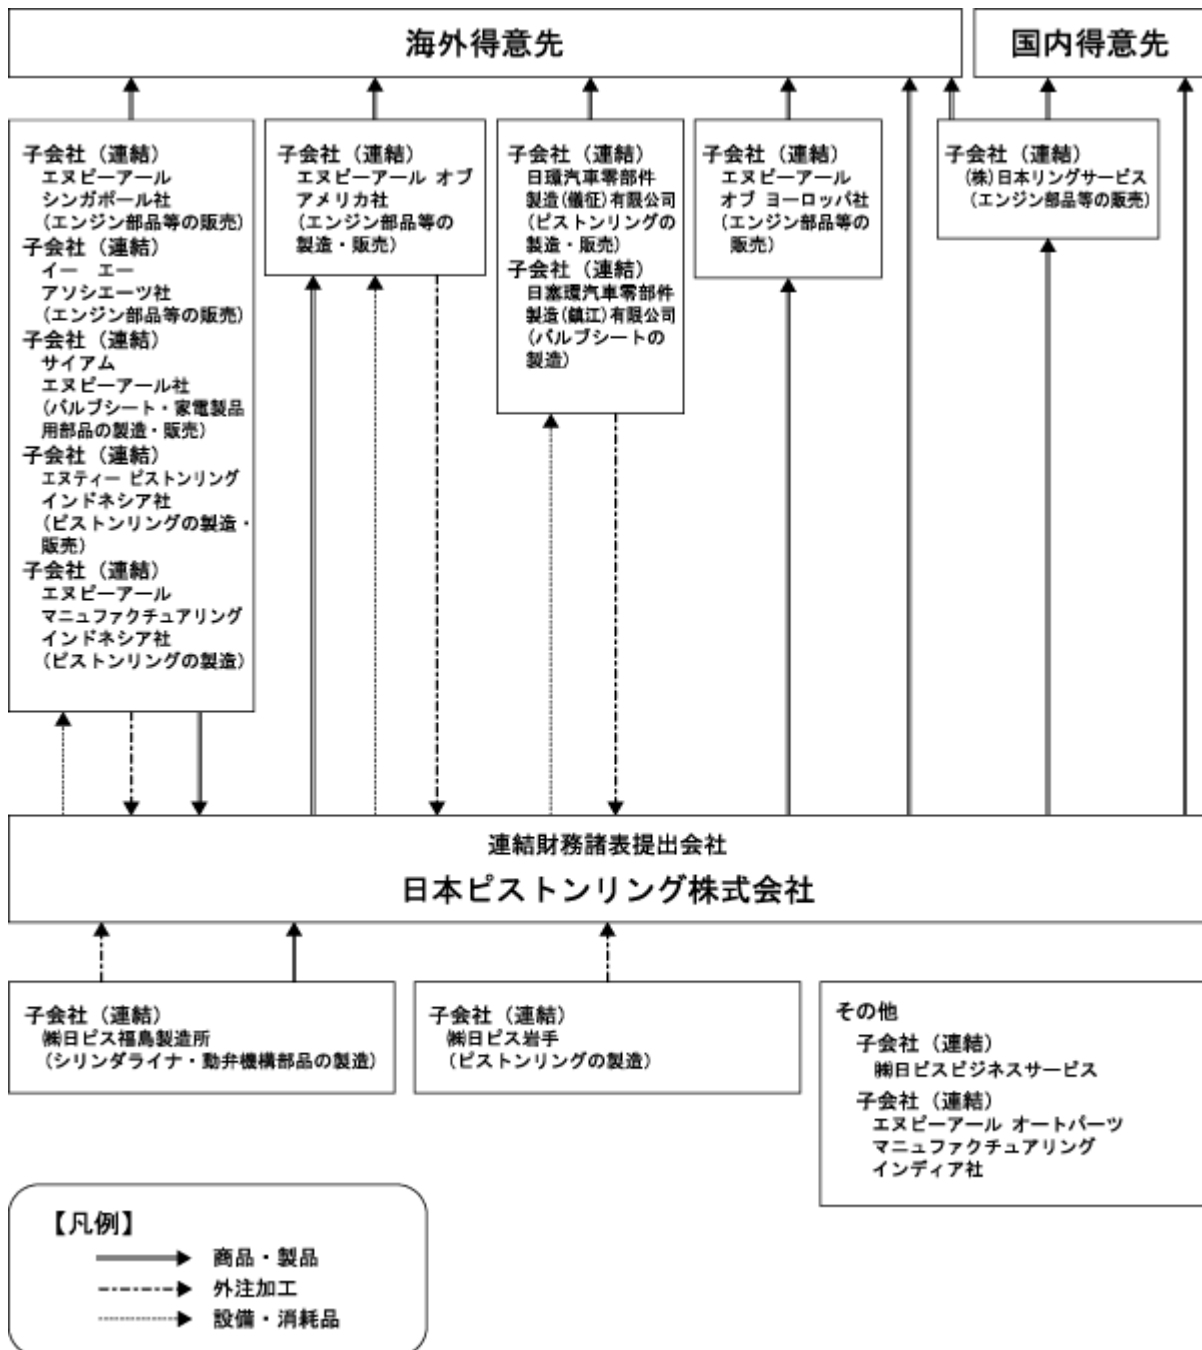 海外得意先
国内得意先
子会社（連結）
エヌピーアール
シンガポール社
(エンジン部品等の販売)
子会社（連結）
イー　エー
アソシエーツ社
(エンジン部品等の販売)
子会社（連結）
サイアム
エヌピーアール社
(バルブシート・家電製品
用部品の製造・販売)
子会社（連結）
エヌティー ピストンリング
インドネシア社
(ピストンリングの製造・
販売)
子会社（連結）
エヌピーアール
マニュファクチュアリング
インドネシア社
(ピストンリングの製造)
子会社（連結）
エヌピーアール オブ
アメリカ社
(エンジン部品等の
製造・販売)
子会社（連結）
日環汽車零部件
製造(儀征)有限公司
(ピストンリングの
製造・販売)
子会社（連結）
日塞環汽車零部件
製造(鎮江)有限公司
(バルブシートの
製造)
子会社（連結）
エヌピーアール
オブ ヨーロッパ社
(エンジン部品等の
販売)
子会社（連結）
(株)日本リングサービス
(エンジン部品等の販売)
連結財務諸表提出会社
日本ピストンリング株式会社
子会社（連結）
㈱日ピス福島製造所
(シリンダライナ・動弁機構部品の製造)
子会社（連結）
㈱日ピス岩手
(ピストンリングの製造)
その他
子会社（連結）
㈱日ピスビジネスサービス
子会社（連結）
エヌピーアール オートパーツ
マニュファクチュアリング
インディア社
【凡例】
商品・製品
外注加工
設備・消耗品